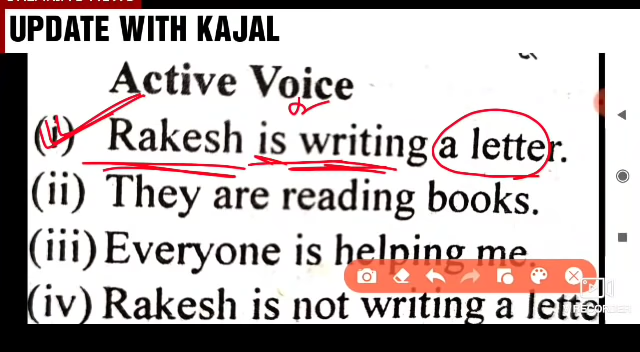 UPDATE WITH KAJAL
Active Voice
(i) Rakesh is writing a letter.
(ii) They are reading books.
(iii) Everyone is helping me.
(iv) Rakesh is not writing a lette
RECORDER